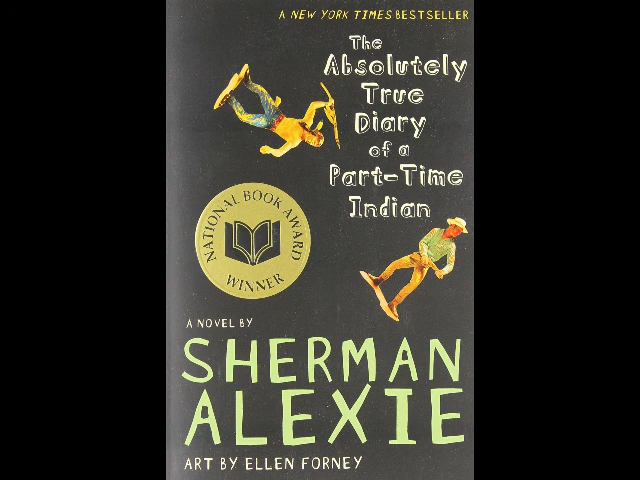 A NEW YORK TIMES BESTSELLER
The
Absolutely
True
Diary
of a
Part-Time
Indian
NATIONAL BOOK AWARD
WINNER
A NOVEL BY
SHERMAN
ALEXIE
ART BY ELLEN FORNEY